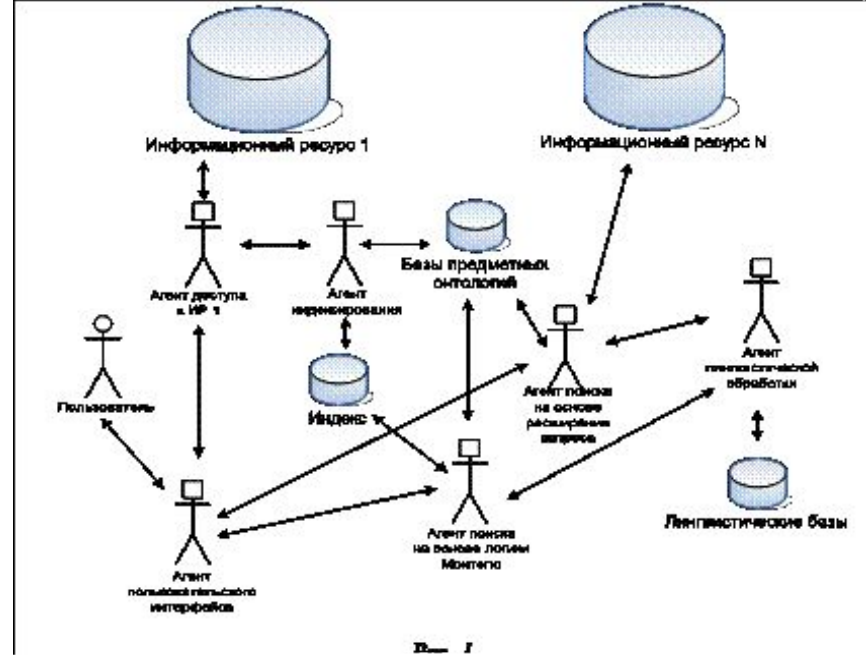 Информационный ресурс 1
Информационный ресурс N
Базы предметных
онтологий
Агент доступа
к ИР 1
Агент
индексирования
Агент
лингвистической
обработки
Пользователь
Индекс
Агент поиска
на основе
расширения
запроса
Лингвистические базы
Агент поиска
на основе логики
Монтегю
Агент
пользовательского
интерфейса
Рис. 1